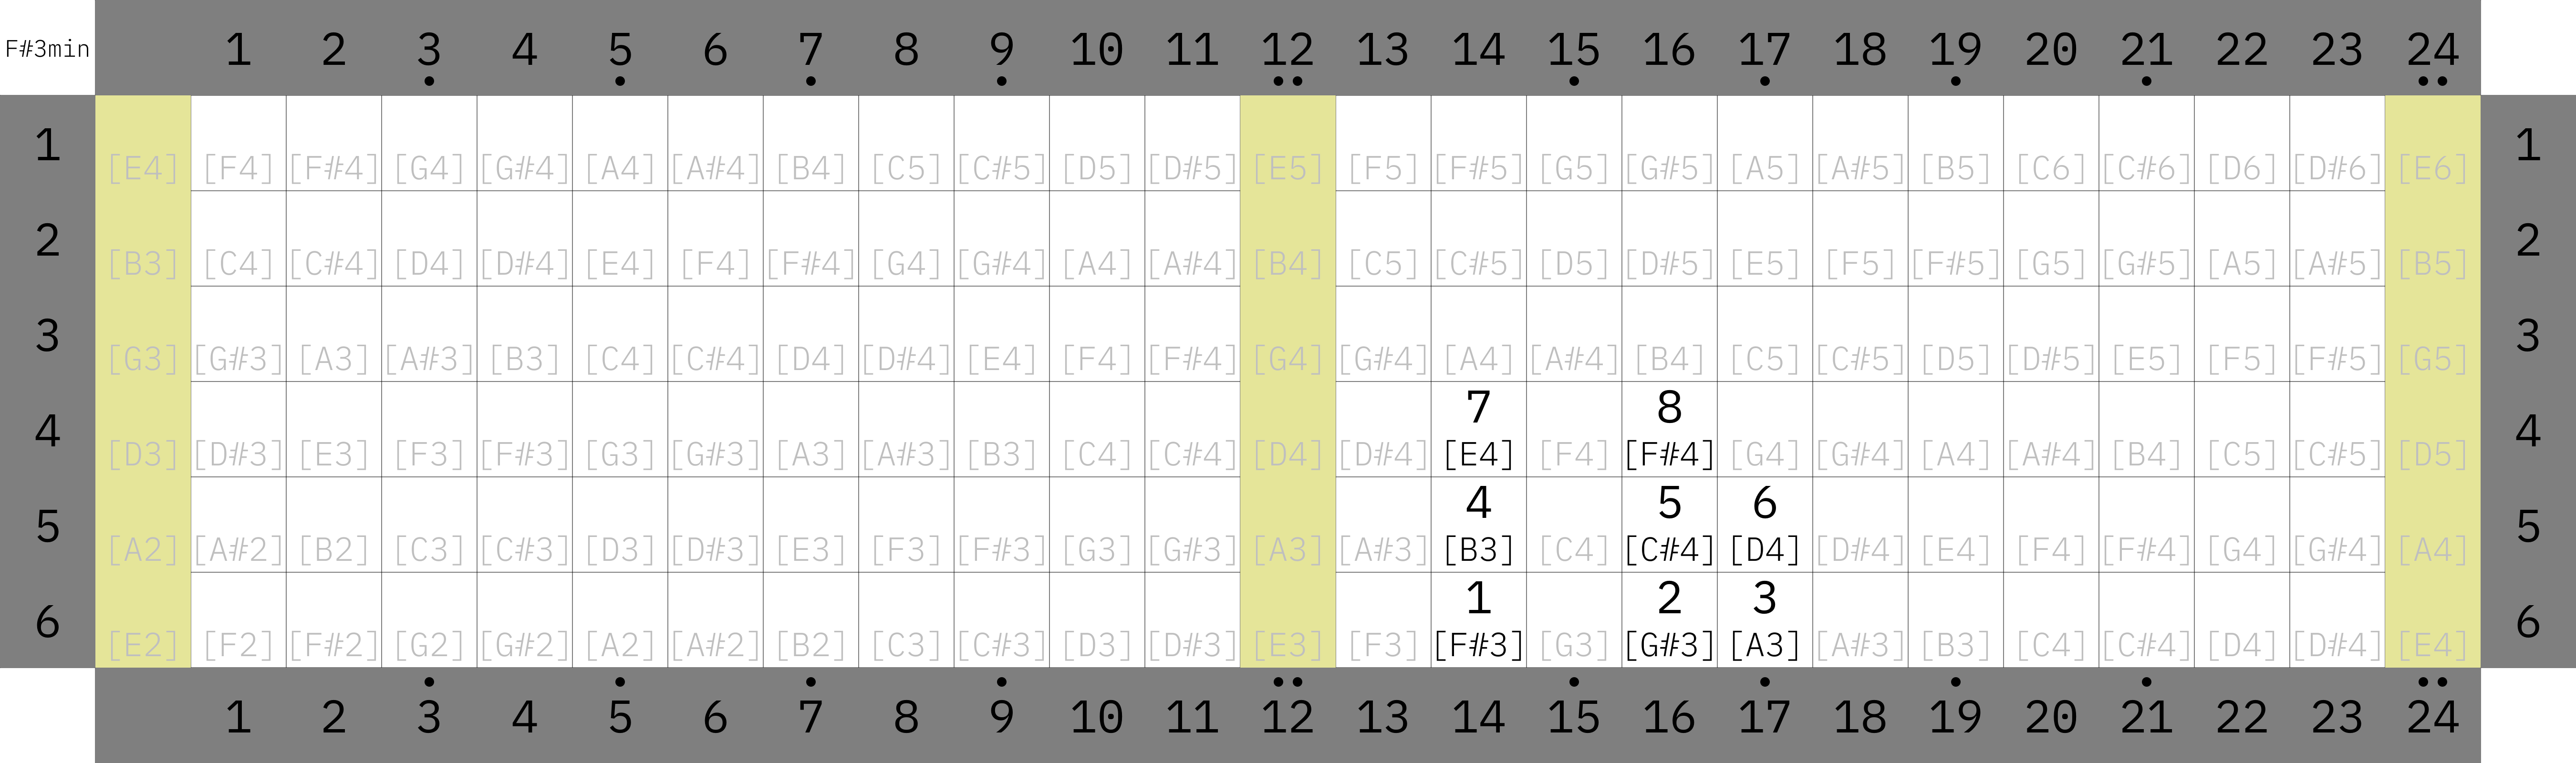 F#3min 1 2 3 4 5 6 7 8 9 10 11 12 13 14 15 16 17 18 19 20 21 22 23 24
1 [E4] [F4] [F#4] [G4] [G#4] [A4] [A#4] [B4] [C5] [C#5] [D5] [D#5] [E5] [F5] [F#5] [G5] [G#5] [A5] [A#5] [B5] [C6] [C#6] [D6] [D#6] [E6] 1
2 [B3] [C4] [C#4] [D4] [D#4] [E4] [F4] [F#4] [G4] [G#4] [A4] [A#4] [B4] [C5] [C#5] [D5] [D#5] [E5] [F5] [F#5] [G5] [G#5] [A5] [A#5] [B5] 2
3 [G3] [G#3] [A3] [A#3] [B3] [C4] [C#4] [D4] [D#4] [E4] [F4] [F#4] [G4] [G#4] [A4] [A#4] [B4] [C5] [C#5] [D5] [D#5] [E5] [F5] [F#5] [G5] 3
7 8
4 [D3] [D#3] [E3] [F3] [F#3] [G3] [G#3] [A3] [A#3] [B3] [C4] [C#4] [D4] [D#4] [E4] [F4] [F#4] [G4] [G#4] [A4] [A#4] [B4] [C5] [C#5] [D5] 4
4 5 6
5 [A2] [A#2] [B2] [C3] [C#3] [D3] [D#3] [E3] [F3] [F#3] [G3] [G#3] [A3] [A#3] [B3] [C4] [C#4] [D4] [D#4] [E4] [F4] [F#4] [G4] [G#4] [A4] 5
1 2 3
6 [E2] [F2] [F#2] [G2] [G#2] [A2] [A#2] [B2] [C3] [C#3] [D3] [D#3] [E3] [F3] [F#3] [G3] [G#3] [A3] [A#3] [B3] [C4] [C#4] [D4] [D#4] [E4] 6
1 2 3 4 5 6 7 8 9 10 11 12 13 14 15 16 17 18 19 20 21 22 23 24